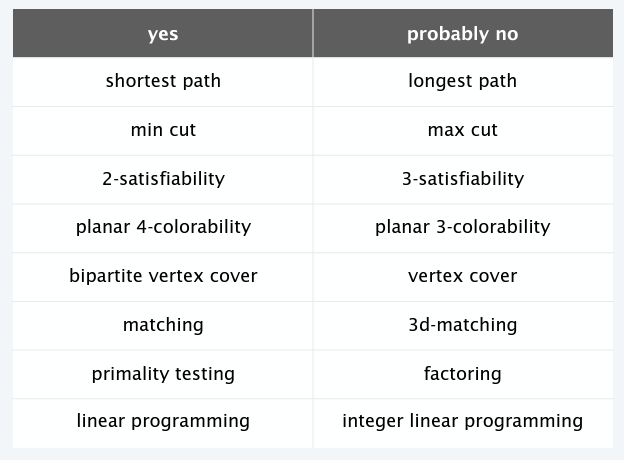 yes probably no
shortest path longest path
min cut max cut
2-satisfiability 3-satisfiability
planar 4-colorability planar 3-colorability
bipartite vertex cover vertex cover
matching 3d-matching
primality testing factoring
linear programming integer linear programming